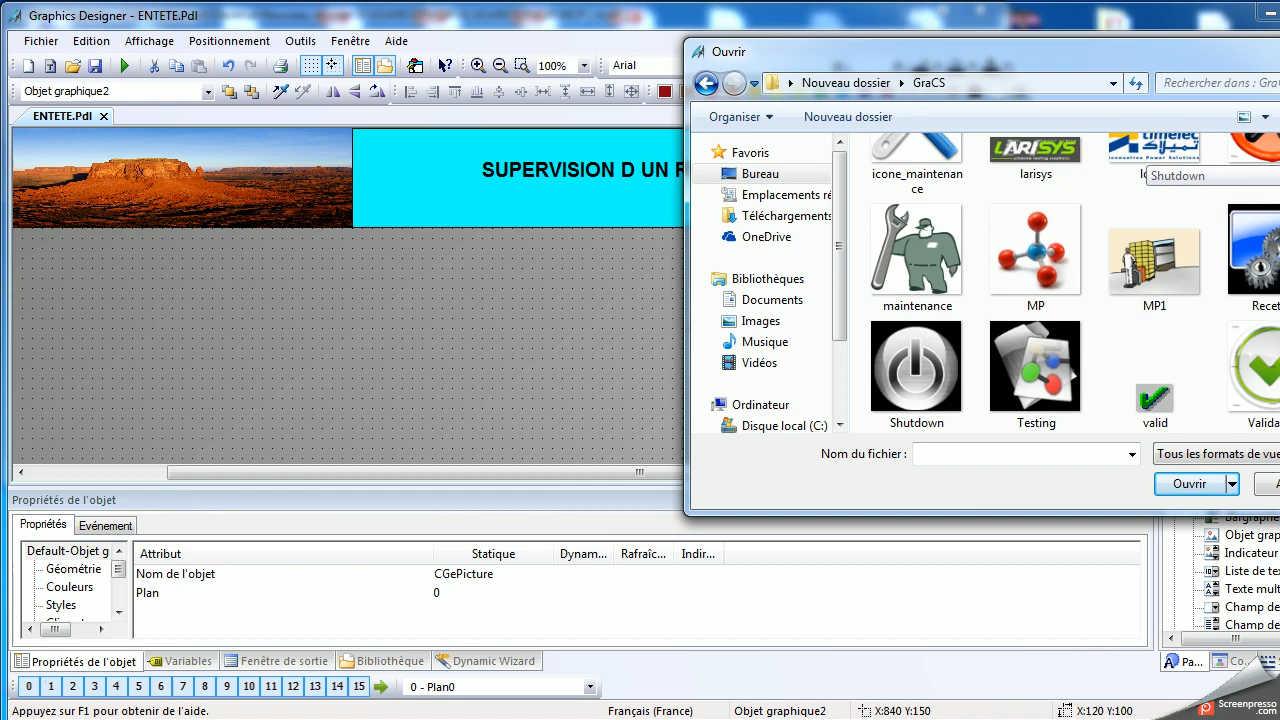 Graphics Designer - ENTETE.Pdl
Fichier Edition Affichage Positionnement Outils Fenêtre Aide
100% Arial
Objet graphique2
ENTETE.Pdl
SUPERVISION D UN
Ouvrir
Nouveau dossier GraCS
Rechercher dans : Gra
Organiser Nouveau dossier
Favoris
Bureau
Emplacements ré
Téléchargements
OneDrive
Bibliothèques
Documents
Images
Musique
Vidéos
Ordinateur
Disque local (C:)
LARISYS
Innovative Power Solutions
icone_maintenance
larisys
Shutdown
maintenance MP MP1 Recet
Shutdown Testing valid Valida
Nom du fichier :
Tous les formats de vue
Ouvrir
Propriétés de l'objet
Propriétés Evénement
Default-Objet g
Géométrie
Couleurs
Styles
Attribut Statique Dynam... Rafraîc... Indir...
Nom de l'objet CGePicture
Plan 0
Bargraphe
Objet grap
Indicateur
Liste de tex
Texte mult
Champ de
Champ de
Propriétés de l'objet Variables Fenêtre de sortie Bibliothèque Dynamic Wizard
Pa... Co...
0 1 2 3 4 5 6 7 8 9 10 11 12 13 14 15 0 - Plan0
Appuyez sur F1 pour obtenir de l'aide. Français (France) Objet graphique2 X:840 Y:150 X:120 Y:100
Screenpresso
.com